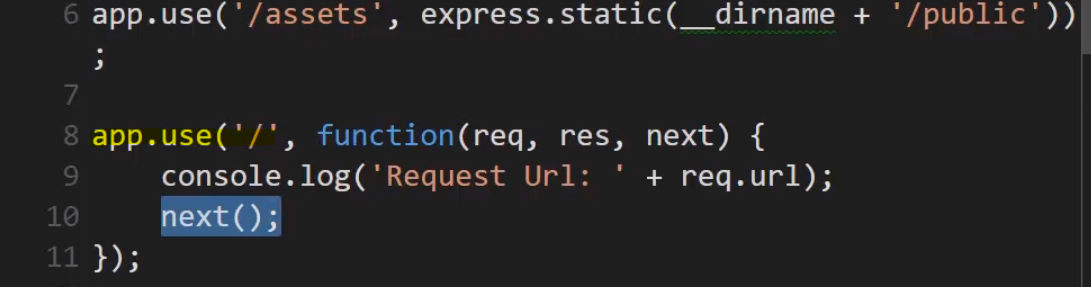 6 app.use('/assets', express.static(__dirname + '/public'))
;
7
8 app.use('/', function(req, res, next) {
9     console.log('Request Url: ' + req.url);
10     next();
11 });